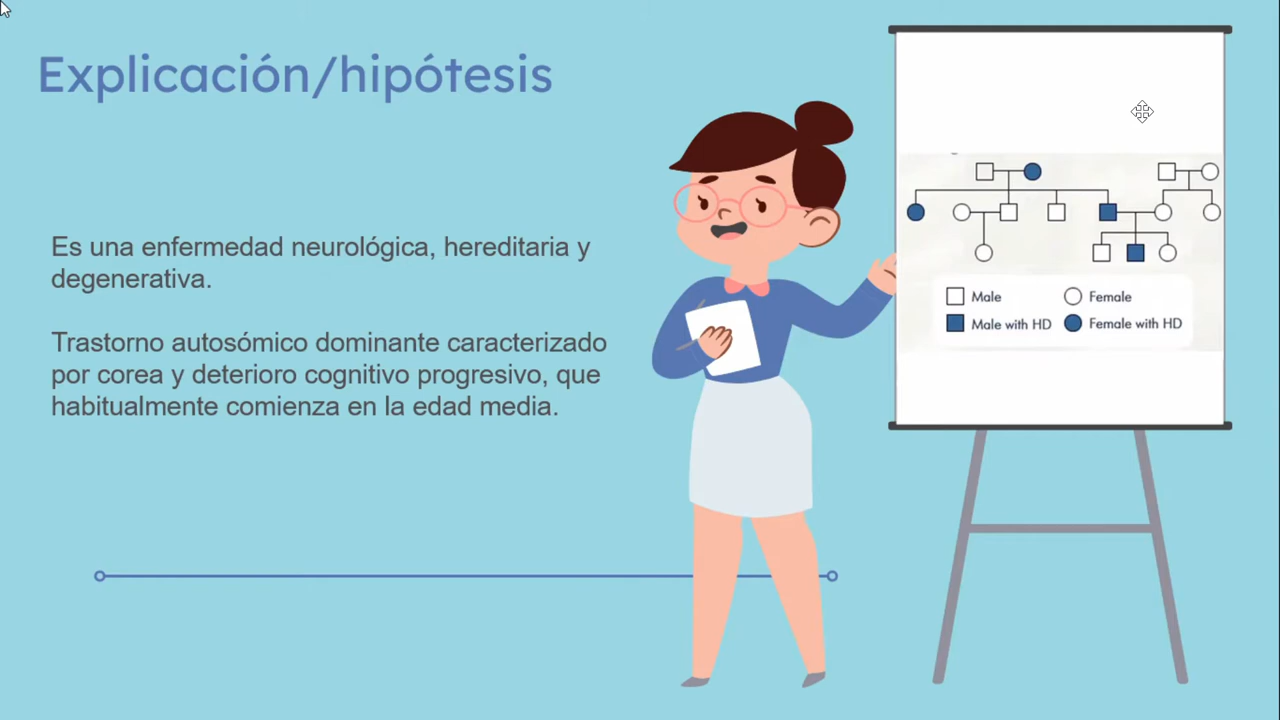 Explicación/hipótesis
Es una enfermedad neurológica, hereditaria y
degenerativa.
Trastorno autosómico dominante caracterizado
por corea y deterioro cognitivo progresivo, que
habitualmente comienza en la edad media.
Male
Female
Male with HD
Female with HD